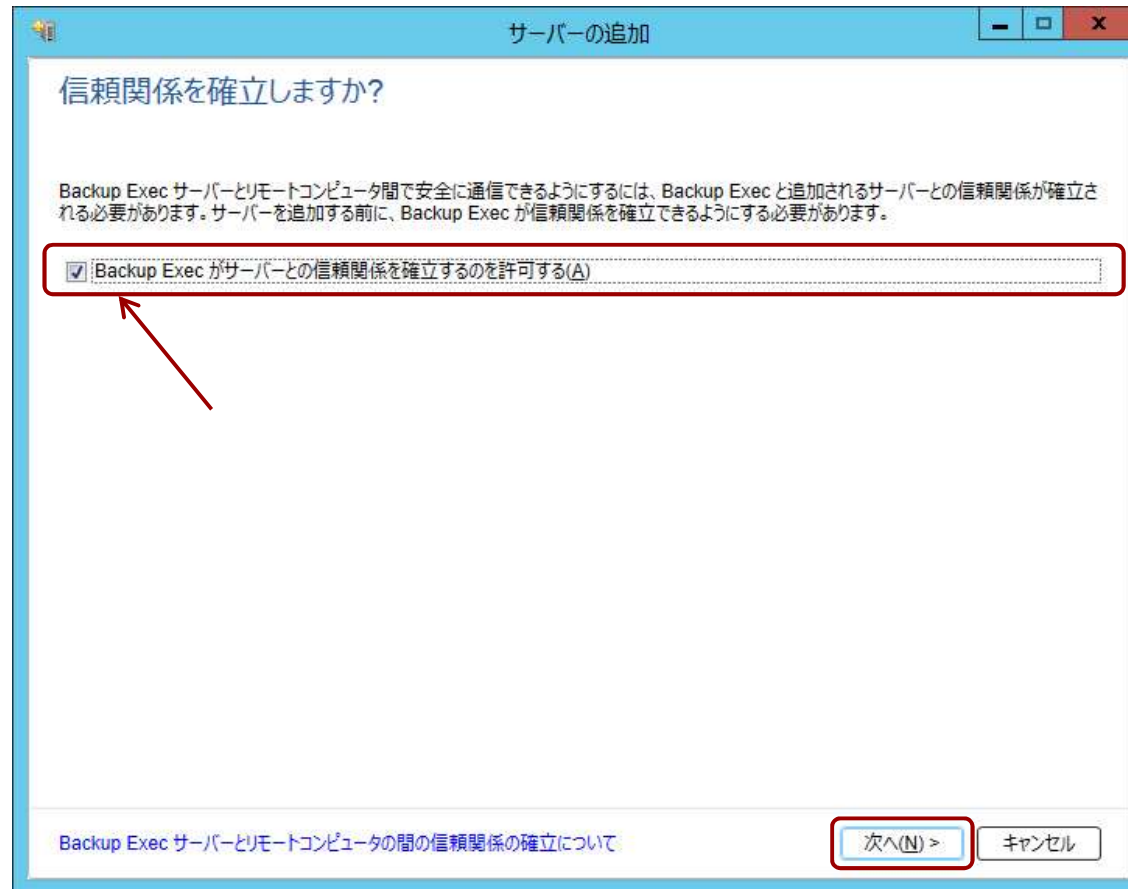 サーバーの追加
信頼関係を確立しますか?
Backup Exec サーバーとリモートコンピュータ間で安全に通信できるようにするには、Backup Exec と追加されるサーバーとの信頼関係が確立さ
れる必要があります。サーバーを追加する前に、Backup Exec が信頼関係を確立できるようにする必要があります。
Backup Exec がサーバーとの信頼関係を確立するのを許可する(A)
Backup Exec サーバーとリモートコンピュータの間の信頼関係の確立について
次へ(N) >
キャンセル